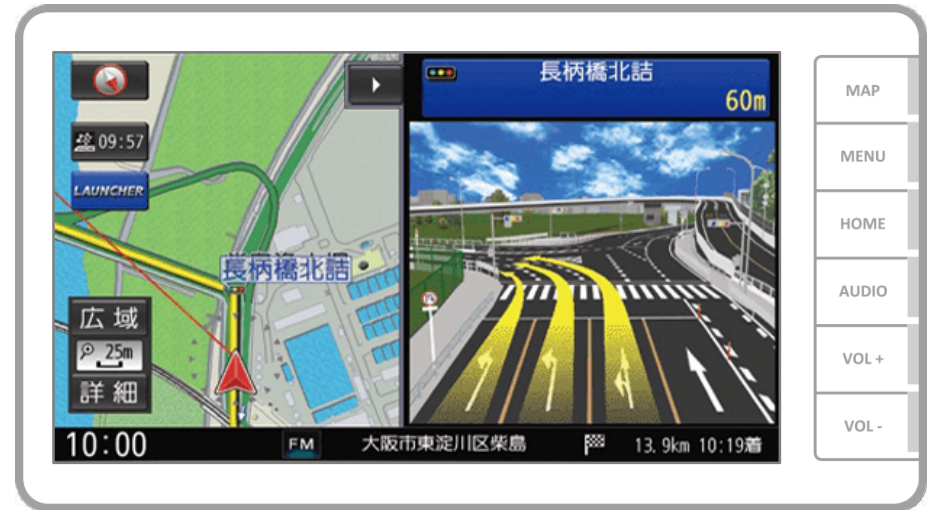 長柄橋北詰
60m
09:57
LAUNCHER
長柄橋北詰
広域
25m
詳細
10:00
FM
大阪市東淀川区柴島
13.9km 10:19着
MAP
MENU
HOME
AUDIO
VOL +
VOL -